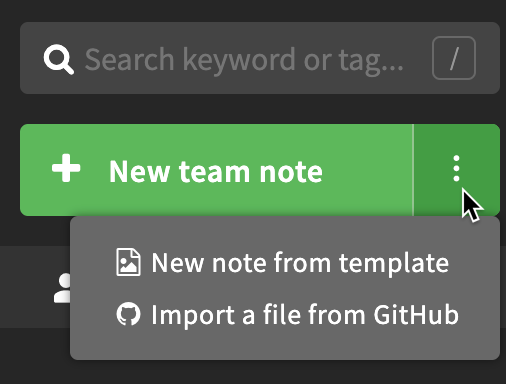 Search keyword or tag... /
New team note
New note from template
Import a file from GitHub